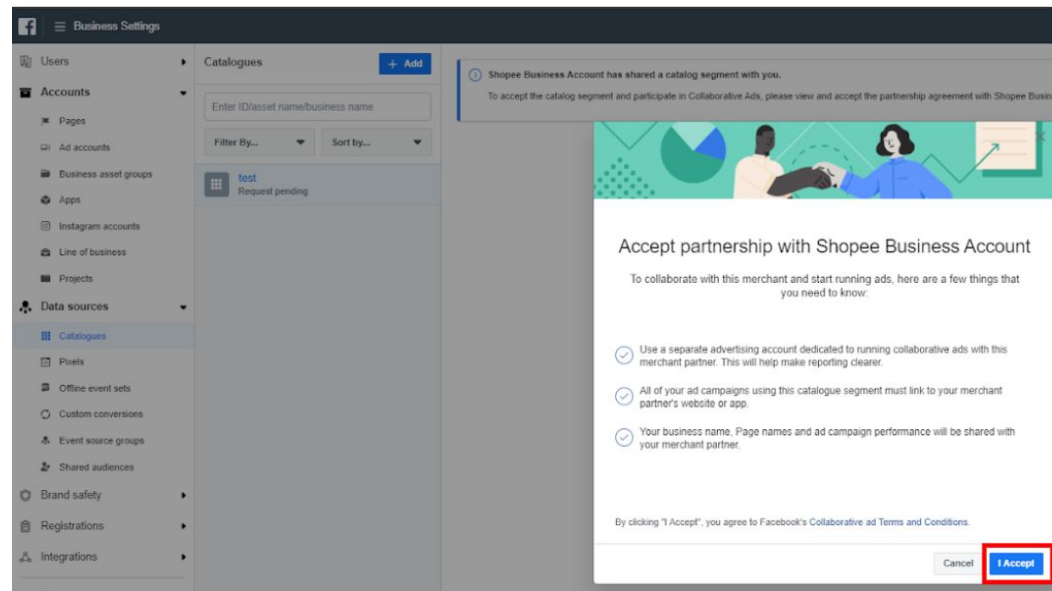 Business Settings
Users
Accounts
Pages
Ad accounts
Business asset groups
Apps
Instagram accounts
Line of business
Projects
Data sources
Catalogues
Pixels
Offline event sets
Custom conversions
Event source groups
Shared audiences
Brand safety
Registrations
Integrations
Catalogues
+ Add
Enter ID/asset name/business name
Filter By...
Sort by...
test
Request pending
Shopee Business Account has shared a catalog segment with you.
To accept the catalog segment and participate in Collaborative Ads, please view and accept the partnership agreement with Shopee Busin
Accept partnership with Shopee Business Account
To collaborate with this merchant and start running ads, here are a few things that
you need to know:
Use a separate advertising account dedicated to running collaborative ads with this
merchant partner. This will help make reporting clearer.
All of your ad campaigns using this catalogue segment must link to your merchant
partner's website or app.
Your business name, Page names and ad campaign performance will be shared with
your merchant partner.
By clicking "I Accept", you agree to Facebook's Collaborative ad Terms and Conditions.
Cancel
I Accept